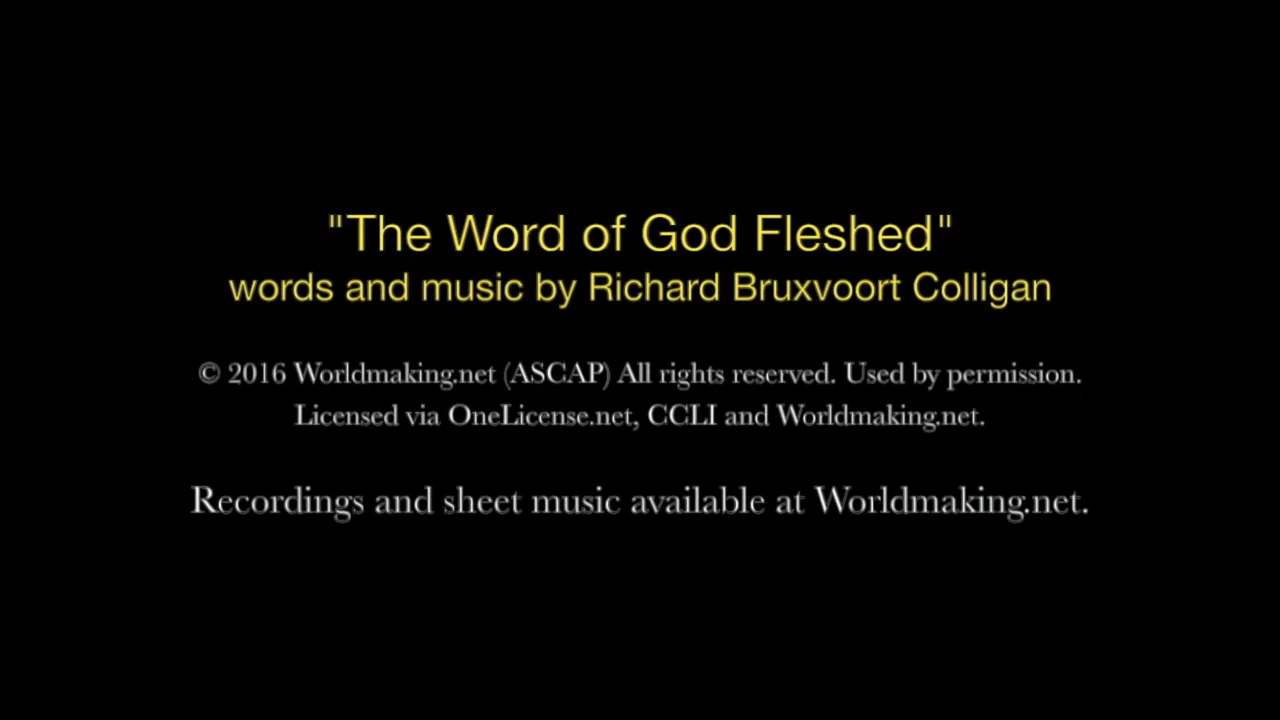 "The Word of God Fleshed"
words and music by Richard Bruxvoort Colligan
© 2016 Worldmaking.net (ASCAP) All rights reserved. Used by permission.
Licensed via OneLicense.net, CCLI and Worldmaking.net.
Recordings and sheet music available at Worldmaking.net.